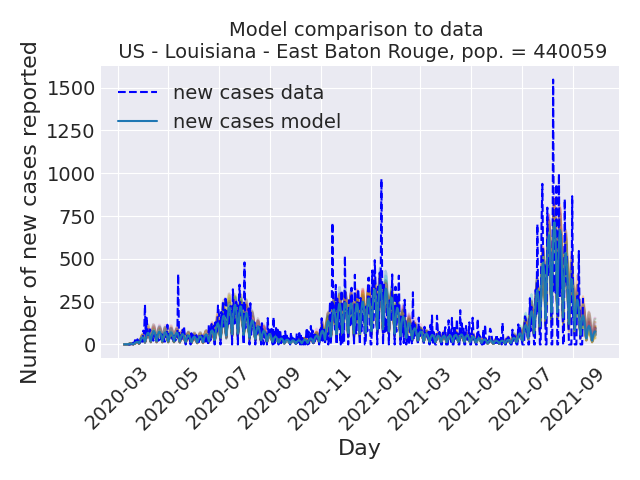 Model comparison to data
US - Louisiana - East Baton Rouge, pop. = 440059
Number of new cases reported
1500
1250
1000
750
500
250
0
new cases data
new cases model
2020-03
2020-05
2020-07
2020-09
2020-11
2021-01
2021-03
2021-05
2021-07
2021-09
Day